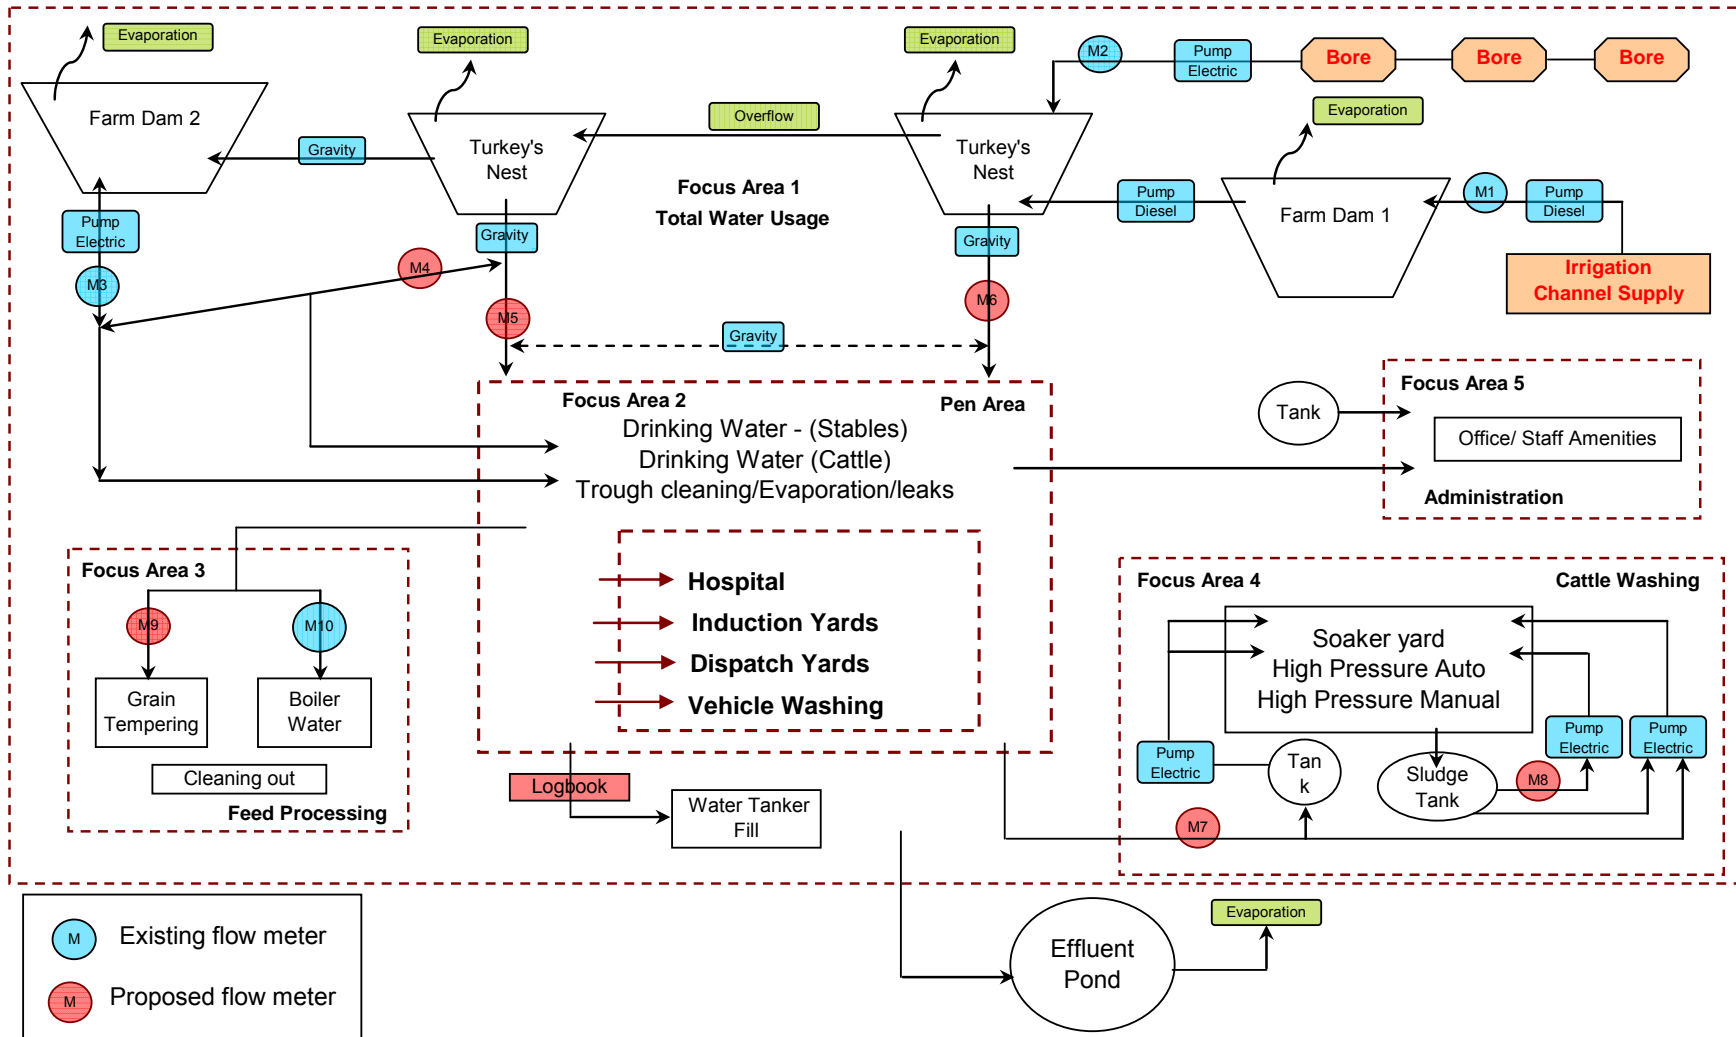 Evaporation
Evaporation
Evaporation
M2
Pump
Electric
Bore
Bore
Bore
Farm Dam 2
Overflow
Evaporation
Gravity
Turkey's
Nest
Turkey's
Nest
Focus Area 1
Total Water Usage
Pump
Diesel
Farm Dam 1
M1
Pump
Diesel
Pump
Electric
Gravity
Gravity
M4
M3
M5
M6
Irrigation
Channel Supply
Gravity
Focus Area 2
Pen Area
Drinking Water - (Stables)
Drinking Water (Cattle)
Trough cleaning/Evaporation/leaks
Tank
Focus Area 5
Office/ Staff Amenities
Administration
Focus Area 3
M9
M10
Grain
Tempering
Boiler
Water
Cleaning out
Feed Processing
Hospital
Induction Yards
Dispatch Yards
Vehicle Washing
Logbook
Water Tanker
Fill
Focus Area 4
Cattle Washing
Soaker yard
High Pressure Auto
High Pressure Manual
Pump
Electric
Tan
k
Sludge
Tank
M8
Pump
Electric
Pump
Electric
M7
M
Existing flow meter
M
Proposed flow meter
Effluent
Pond
Evaporation